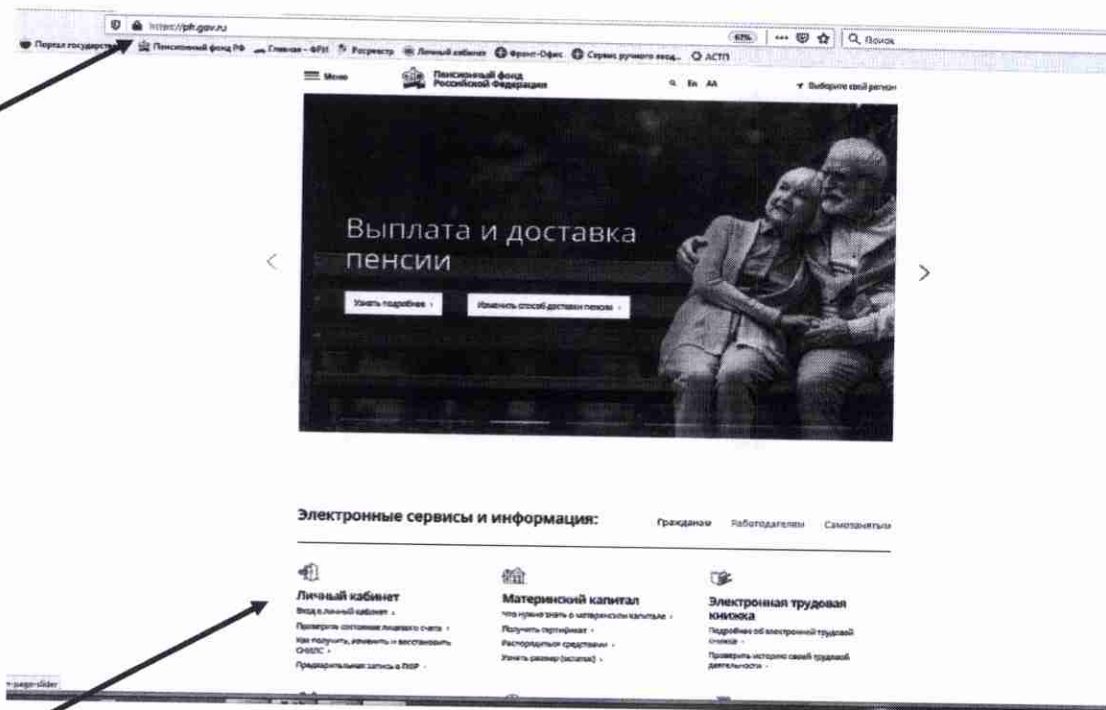 https://pfr.gov.ru
67%
Поиск
Пенсионный фонд РФ
Главная - ФРИ
Росреестр
Личный кабинет
Фронт-Офис
Сервис ручного ввод...
АСТП
Меню
Пенсионный фонд
Российской Федерации
En AA
Выберите свой регион
Выплата и доставка
пенсии
Узнать подробнее ›
Изменить способ доставки пенсии ›
Электронные сервисы и информация:
Гражданам
Работодателям
Самозанятым
Личный кабинет
Вход в личный кабинет ›
Проверить состояние лицевого счета ›
Как получить, изменить и восстановить
СНИЛС ›
Предварительная запись в ПФР ›
Материнский капитал
Что нужно знать о материнском капитале ›
Получить сертификат ›
Распорядиться средствами ›
Узнать размер (остаток) ›
Электронная трудовая
книжка
Подробнее об электронной трудовой
книжке ›
Проверить историю своей трудовой
деятельности ›